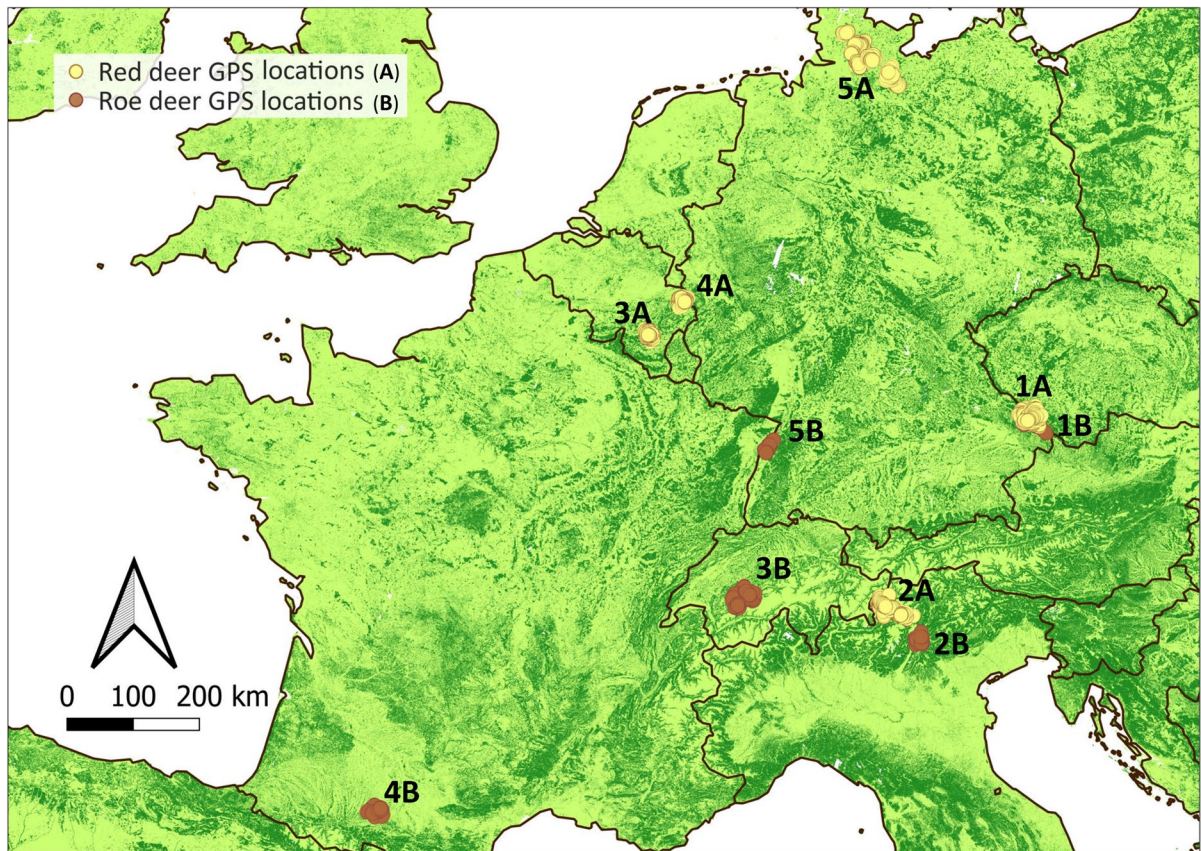 Red deer GPS locations (A)
Roe deer GPS locations (B)
5A
4A
3A
1A
1B
5B
3B
2A
2B
0 100 200 km
4B